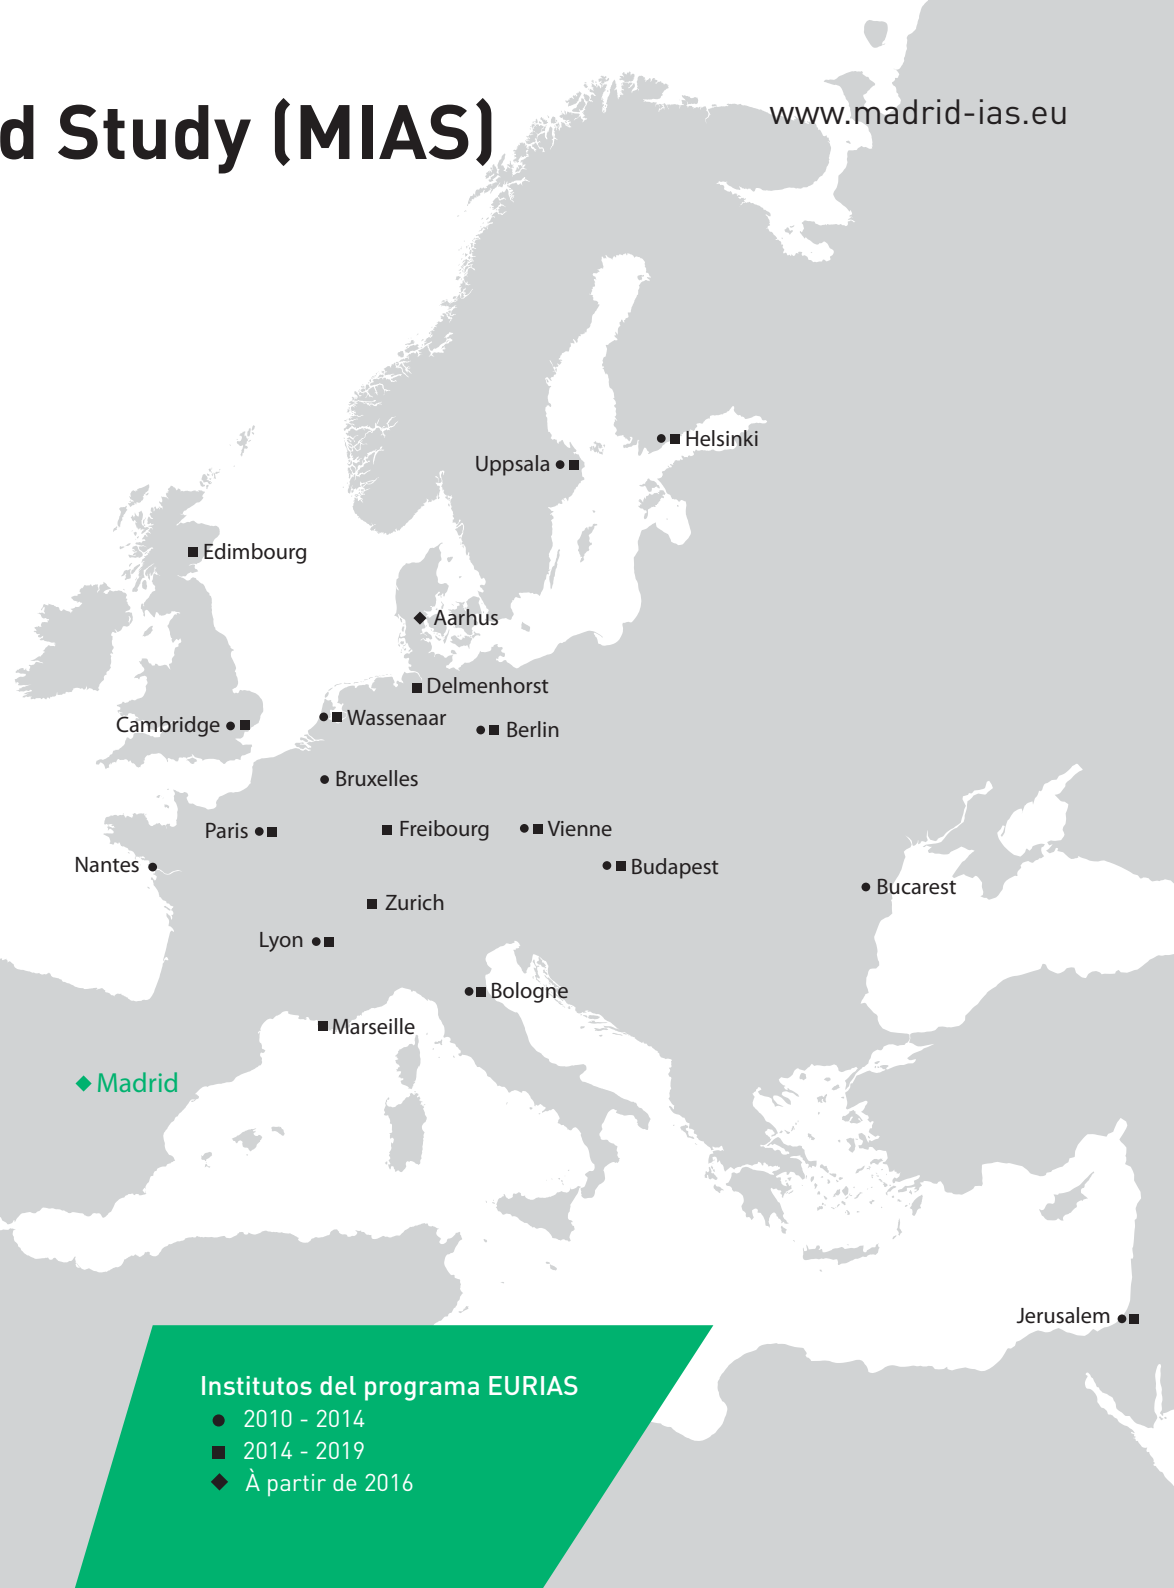 d Study (MIAS)
www.madrid-ias.eu
Helsinki
Uppsala
Edimbourg
Aarhus
Delmenhorst
Wassenaar
Cambridge
Berlin
Bruxelles
Paris
Freibourg
Vienne
Nantes
Budapest
Bucarest
Zurich
Lyon
Bologne
Marseille
Madrid
Jerusalem
Institutos del programa EURIAS
2010 - 2014
2014 - 2019
À partir de 2016